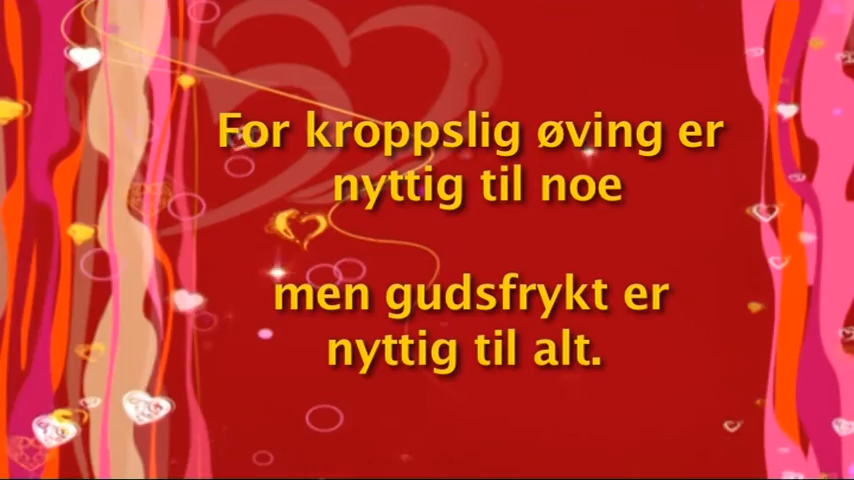 For kroppslig øving er
nyttig til noe
men gudsfrykt er
nyttig til alt.